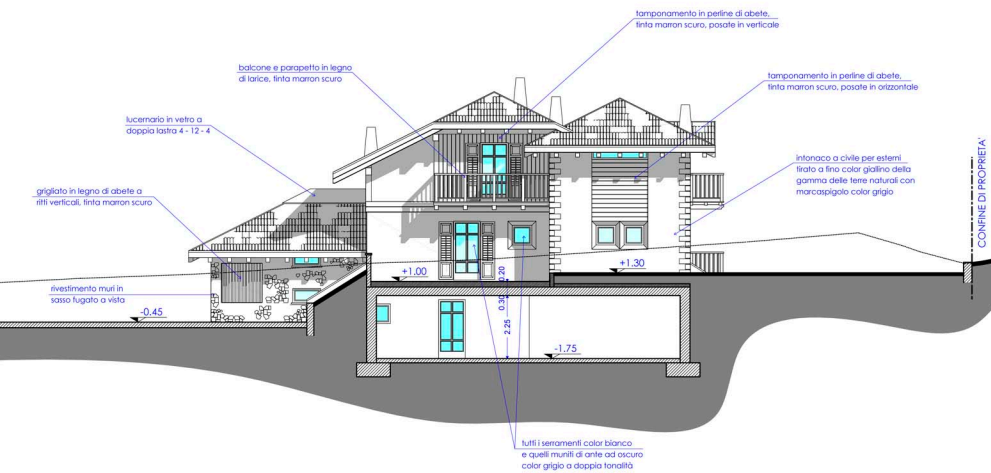 tamponamento in perline di abete,
tinta marron scuro, posate in verticale
balcone e parapetto in legno
di larice, tinta marron scuro
tamponamento in perline di abete,
tinta marron scuro, posate in orizzontale
lucernario in vetro a
doppia lastra 4 - 12 - 4
intonaco a civile per esterni
tirato a fino color giallino della
gamma delle terre naturali con
marcaspigolo color grigio
CONFINE DI PROPRIETA'
grigliato in legno di abete a
ritti verticali, tinta marron scuro
+1.00
0.20
+1.30
rivestimento muri in
sasso fugato a vista
0.30
-0.45
2.25
-1.75
tutti i serramenti color bianco
e quelli muniti di ante ad oscuro
color grigio a doppia tonalità